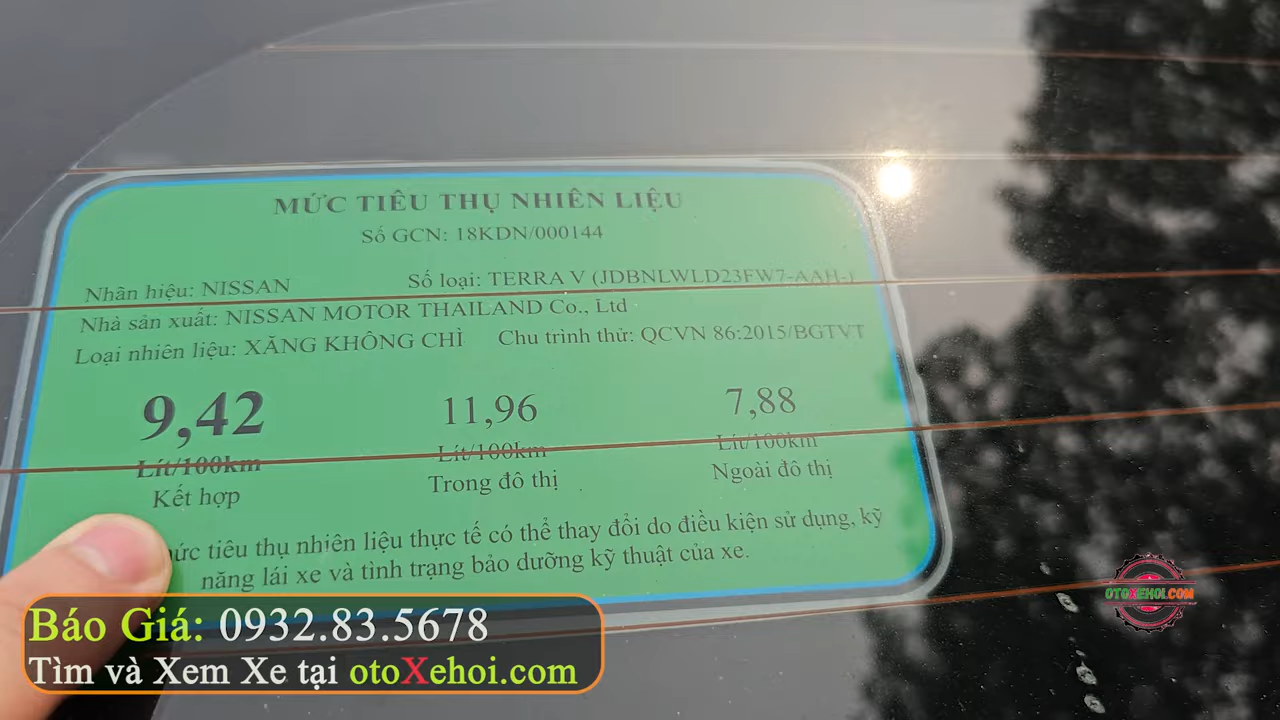 MỨC TIÊU THỤ NHIÊN LIỆU
Số GCN: 18KDN/000144
Nhãn hiệu: NISSAN Số loại: TERRA V (JDBNLWLD23FW7-AAH-)
Nhà sản xuất: NISSAN MOTOR THAILAND Co., Ltd
Loại nhiên liệu: XĂNG KHÔNG CHÌ Chu trình thử: QCVN 86:2015/BGTVT
9,42 11,96 7,88
Lít/100km Lít/100km Lít/100km
Kết hợp Trong đô thị Ngoài đô thị
tiêu thụ nhiên liệu thực tế có thể thay đổi do điều kiện sử dụng, kỹ
năng lái xe và tình trạng bảo dưỡng kỹ thuật của xe.
OTOXEHOI.COM
Báo Giá: 0932.83.5678
Tìm và Xem Xe tại otoXehoi.com